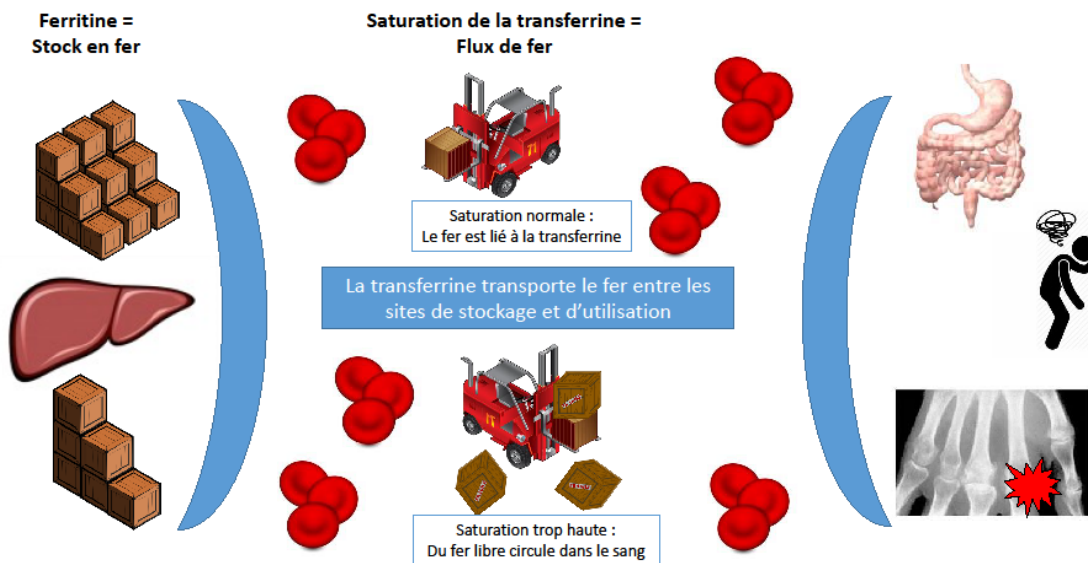 Ferritine =
Stock en fer
Saturation de la transferrine =
Flux de fer
Saturation normale :
Le fer est lié à la transferrine
La transferrine transporte le fer entre les
sites de stockage et d'utilisation
Saturation trop haute :
Du fer libre circule dans le sang